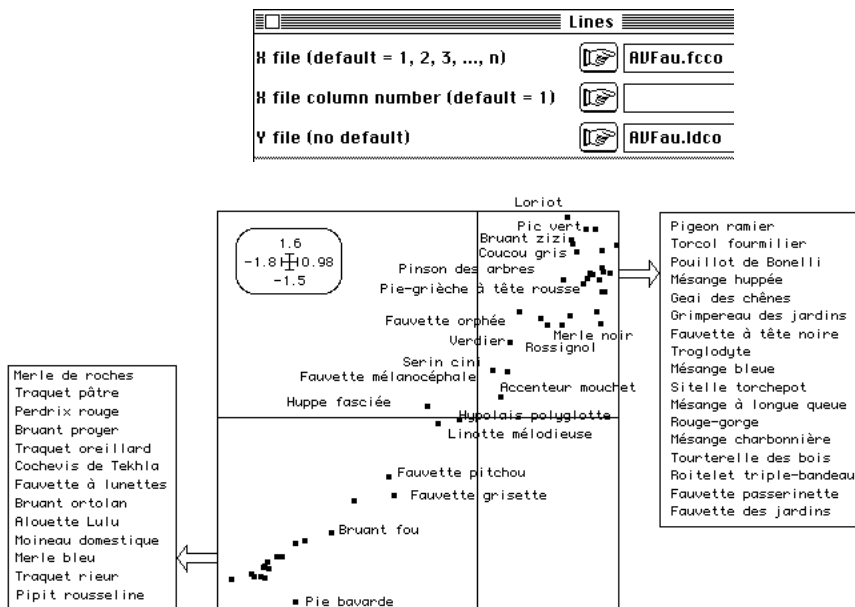 Lines
X file (default = 1, 2, 3, ..., n)
AVFau.fcco
X file column number (default = 1)
Y file (no default)
AVFau.ldco
Loriot
Pic vert
Bruant zizi
Coucou gris
Pinson des arbres
Pie-grièche à tête rousse
Fauvette orphée
Merle noir
Verdier
Rossignol
Serin cini
Fauvette mélanocéphale
Accenteur mouchet
Huppe fasciée
Hypolais polyglotte
Linotte mélodieuse
Fauvette pitchou
Fauvette grisette
Bruant fou
Pie bavarde
1.6
-1.8 0.98
-1.5
Pigeon ramier
Torcol fourmilier
Pouillot de Bonelli
Mésange huppée
Geai des chênes
Grimpereau des jardins
Fauvette à tête noire
Troglodyte
Mésange bleue
Sitelle torchepot
Mésange à longue queue
Rouge-gorge
Mésange charbonnière
Tourterelle des bois
Roitelet triple-bandeau
Fauvette passerinette
Fauvette des jardins
Merle de roches
Traquet pâtre
Perdrix rouge
Bruant proyer
Traquet oreillard
Cochevis de Tekhla
Fauvette à lunettes
Bruant ortolan
Alouette Lulu
Moineau domestique
Merle bleu
Traquet rieur
Pipit rousseline